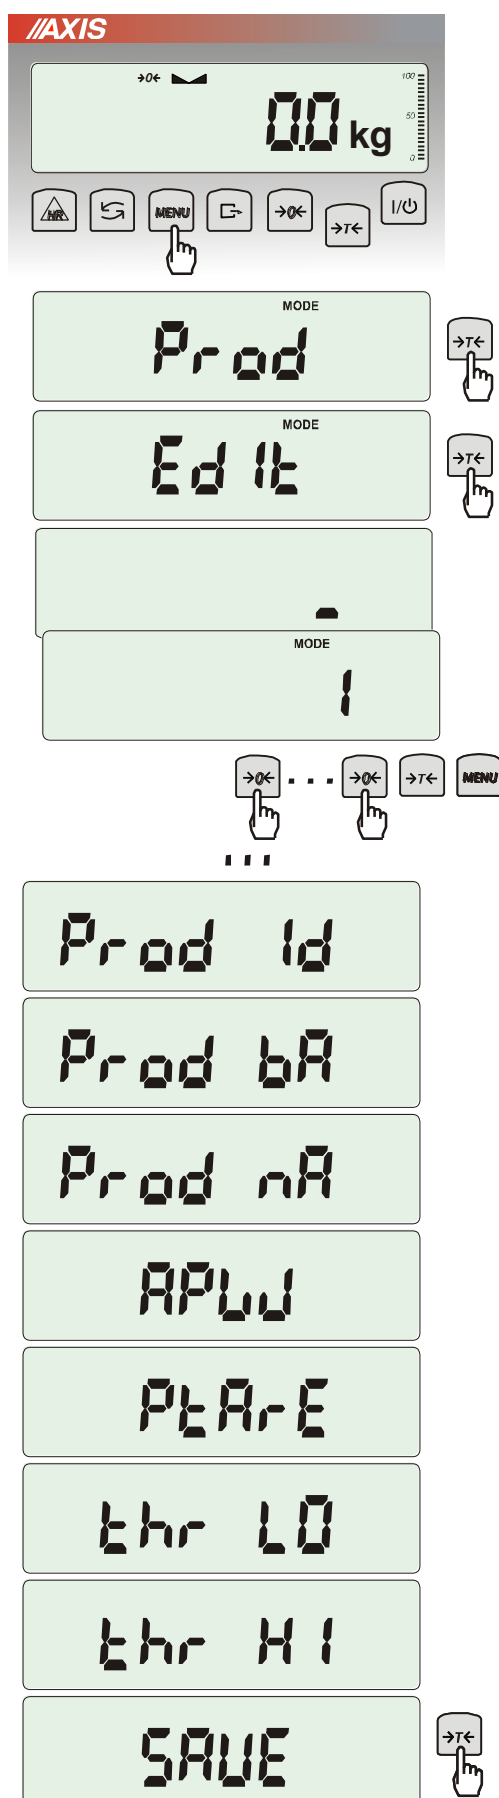 AXIS
→0←
100
50
0
0.0 kg
HR
MENU
→0←
→T←
I/
MODE
Prod
→T←
MODE
Edit
→T←
-
MODE
1
→0← ... →0← →T← MENU
...
Prod Id
Prod bA
Prod nA
APW
PtArE
thr LO
thr HI
SAVE
→T←